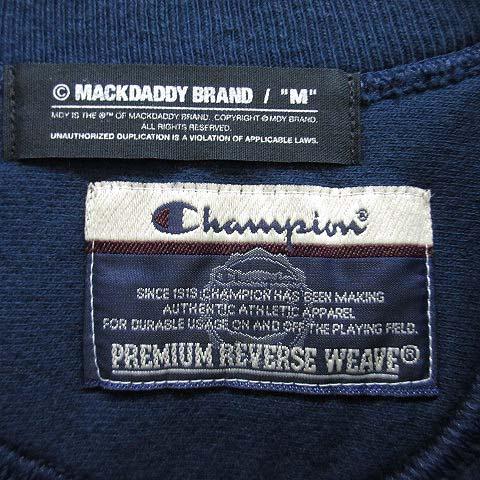 © MACKDADDY BRAND / "M"
MDY IS THE ®™ OF MACKDADDY BRAND. COPYRIGHT © MDY BRAND.
ALL RIGHTS RESERVED.
UNAUTHORIZED DUPLICATION IS A VIOLATION OF APPLICABLE LAWS.
Champion®
SINCE 1919, CHAMPION HAS BEEN MAKING
AUTHENTIC ATHLETIC APPAREL
FOR DURABLE USAGE ON AND OFF THE PLAYING FIELD.
PREMIUM REVERSE WEAVE®